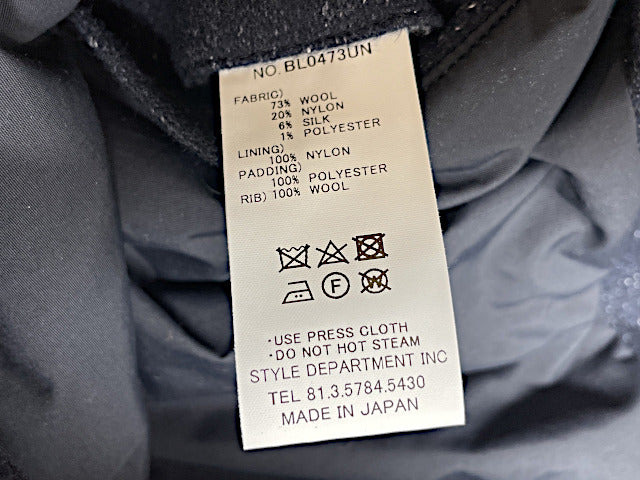 NO. BL0473UN
FABRIC)
73% WOOL
20% NYLON
6% SILK
1% POLYESTER
LINING)
100% NYLON
PADDING)
100% POLYESTER
RIB) 100% WOOL
F
W
·USE PRESS CLOTH
·DO NOT HOT STEAM
STYLE DEPARTMENT INC
TEL 81.3.5784.5430
MADE IN JAPAN